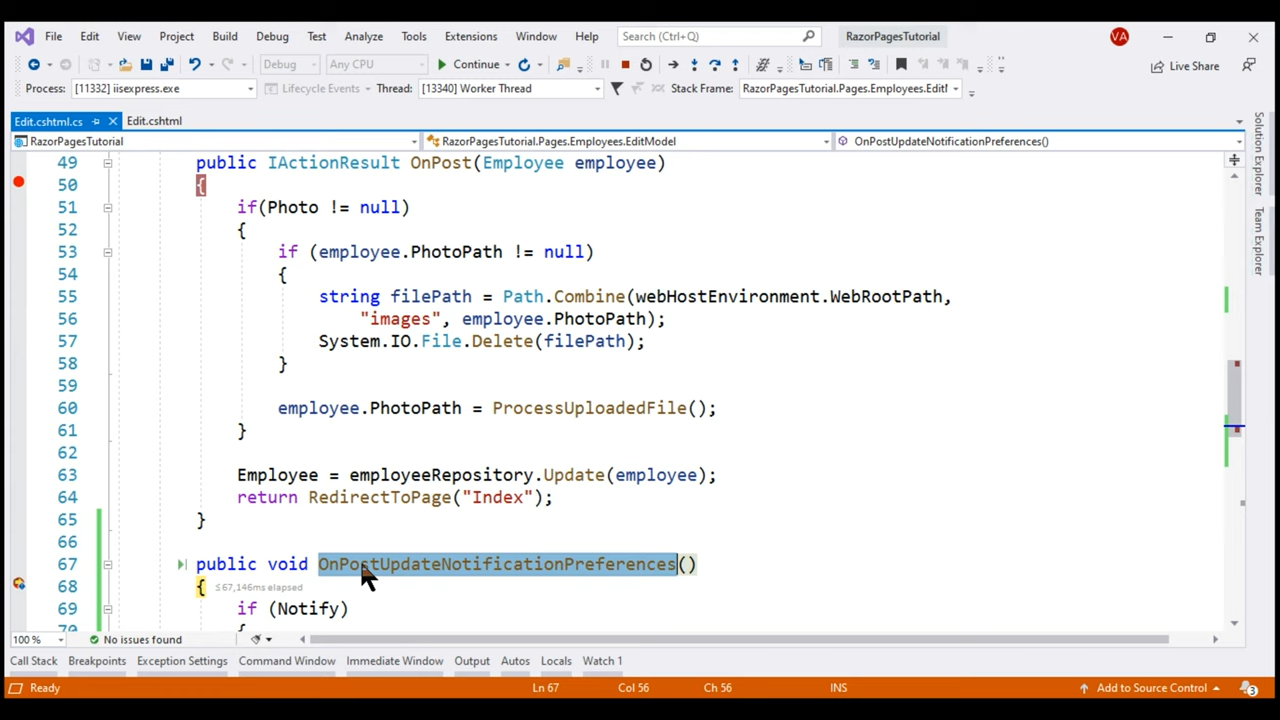 File Edit View Project Build Debug Test Analyze Tools Extensions Window Help Search (Ctrl+Q) RazorPagesTutorial VA
Debug Any CPU Continue Live Share
Process: [11332] iisexpress.exe Lifecycle Events Thread: [13340] Worker Thread Stack Frame: RazorPagesTutorial.Pages.Employees.Edit
Edit.cshtml.cs Edit.cshtml
RazorPagesTutorial RazorPagesTutorial.Pages.Employees.EditModel OnPostUpdateNotificationPreferences()
49 public IActionResult OnPost(Employee employee)
50 {
51 if(Photo != null)
52 {
53 if (employee.PhotoPath != null)
54 {
55 string filePath = Path.Combine(webHostEnvironment.WebRootPath,
56 "images", employee.PhotoPath);
57 System.IO.File.Delete(filePath);
58 }
59
60 employee.PhotoPath = ProcessUploadedFile();
61 }
62
63 Employee = employeeRepository.Update(employee);
64 return RedirectToPage("Index");
65 }
66
67 public void OnPostUpdateNotificationPreferences()
68 { ≤67,146ms elapsed
69 if (Notify)
70 {
100 % No issues found
Call Stack Breakpoints Exception Settings Command Window Immediate Window Output Autos Locals Watch 1
Ready Ln 67 Col 56 Ch 56 INS Add to Source Control 3
Solution Explorer
Team Explorer